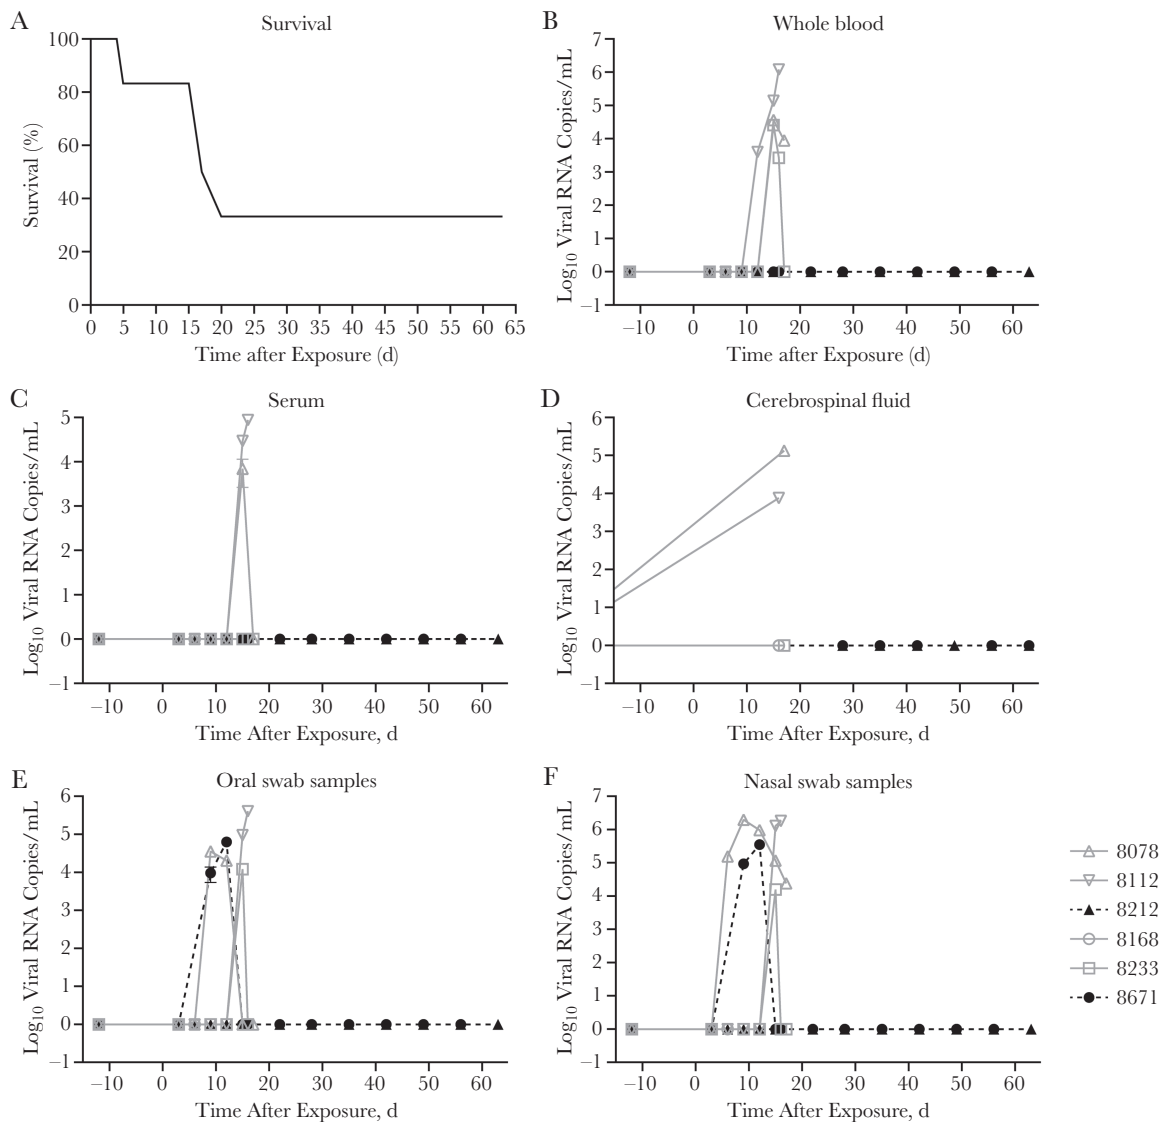 A
Survival
100
80
60
40
20
0
Survival (%)
0 5 10 15 20 25 30 35 40 45 50 55 60 65
Time after Exposure (d)
B
Whole blood
7
6
5
4
3
2
1
0
−1
Log10 Viral RNA Copies/mL
−10 0 10 20 30 40 50 60
Time after Exposure (d)
C
Serum
5
4
3
2
1
0
−1
Log10 Viral RNA Copies/mL
−10 0 10 20 30 40 50 60
Time After Exposure, d
D
Cerebrospinal fluid
6
5
4
3
2
1
0
−1
Log10 Viral RNA Copies/mL
−10 0 10 20 30 40 50 60
Time After Exposure, d
E
Oral swab samples
6
5
4
3
2
1
0
−1
Log10 Viral RNA Copies/mL
−10 0 10 20 30 40 50 60
Time After Exposure, d
F
Nasal swab samples
7
6
5
4
3
2
1
0
−1
Log10 Viral RNA Copies/mL
−10 0 10 20 30 40 50 60
Time After Exposure, d
8078
8112
8212
8168
8233
8671